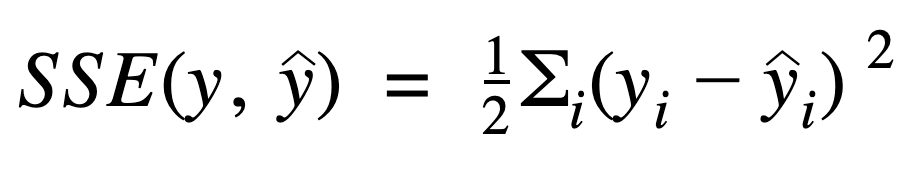 SSE(y, ŷ) = ½Σᵢ(yᵢ − ŷᵢ)²